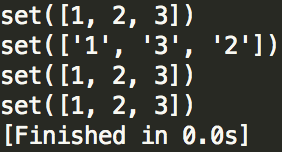 set([1, 2, 3])
set(['1', '3', '2'])
set([1, 2, 3])
set([1, 2, 3])
[Finished in 0.0s]